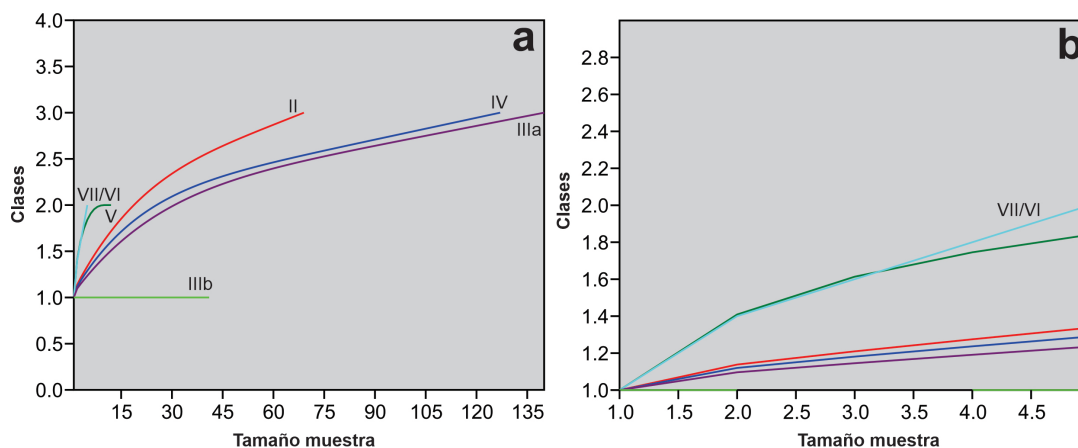 a
4.0
3.5
3.0
2.5
2.0
1.5
1.0
0.5
0.0
Clases
II
IV
IIIa
VII/VI
V
IIIb
15 30 45 60 75 90 105 120 135
Tamaño muestra
b
2.8
2.6
2.4
2.2
2.0
1.8
1.6
1.4
1.2
1.0
Clases
VII/VI
1.0 1.5 2.0 2.5 3.0 3.5 4.0 4.5
Tamaño muestra